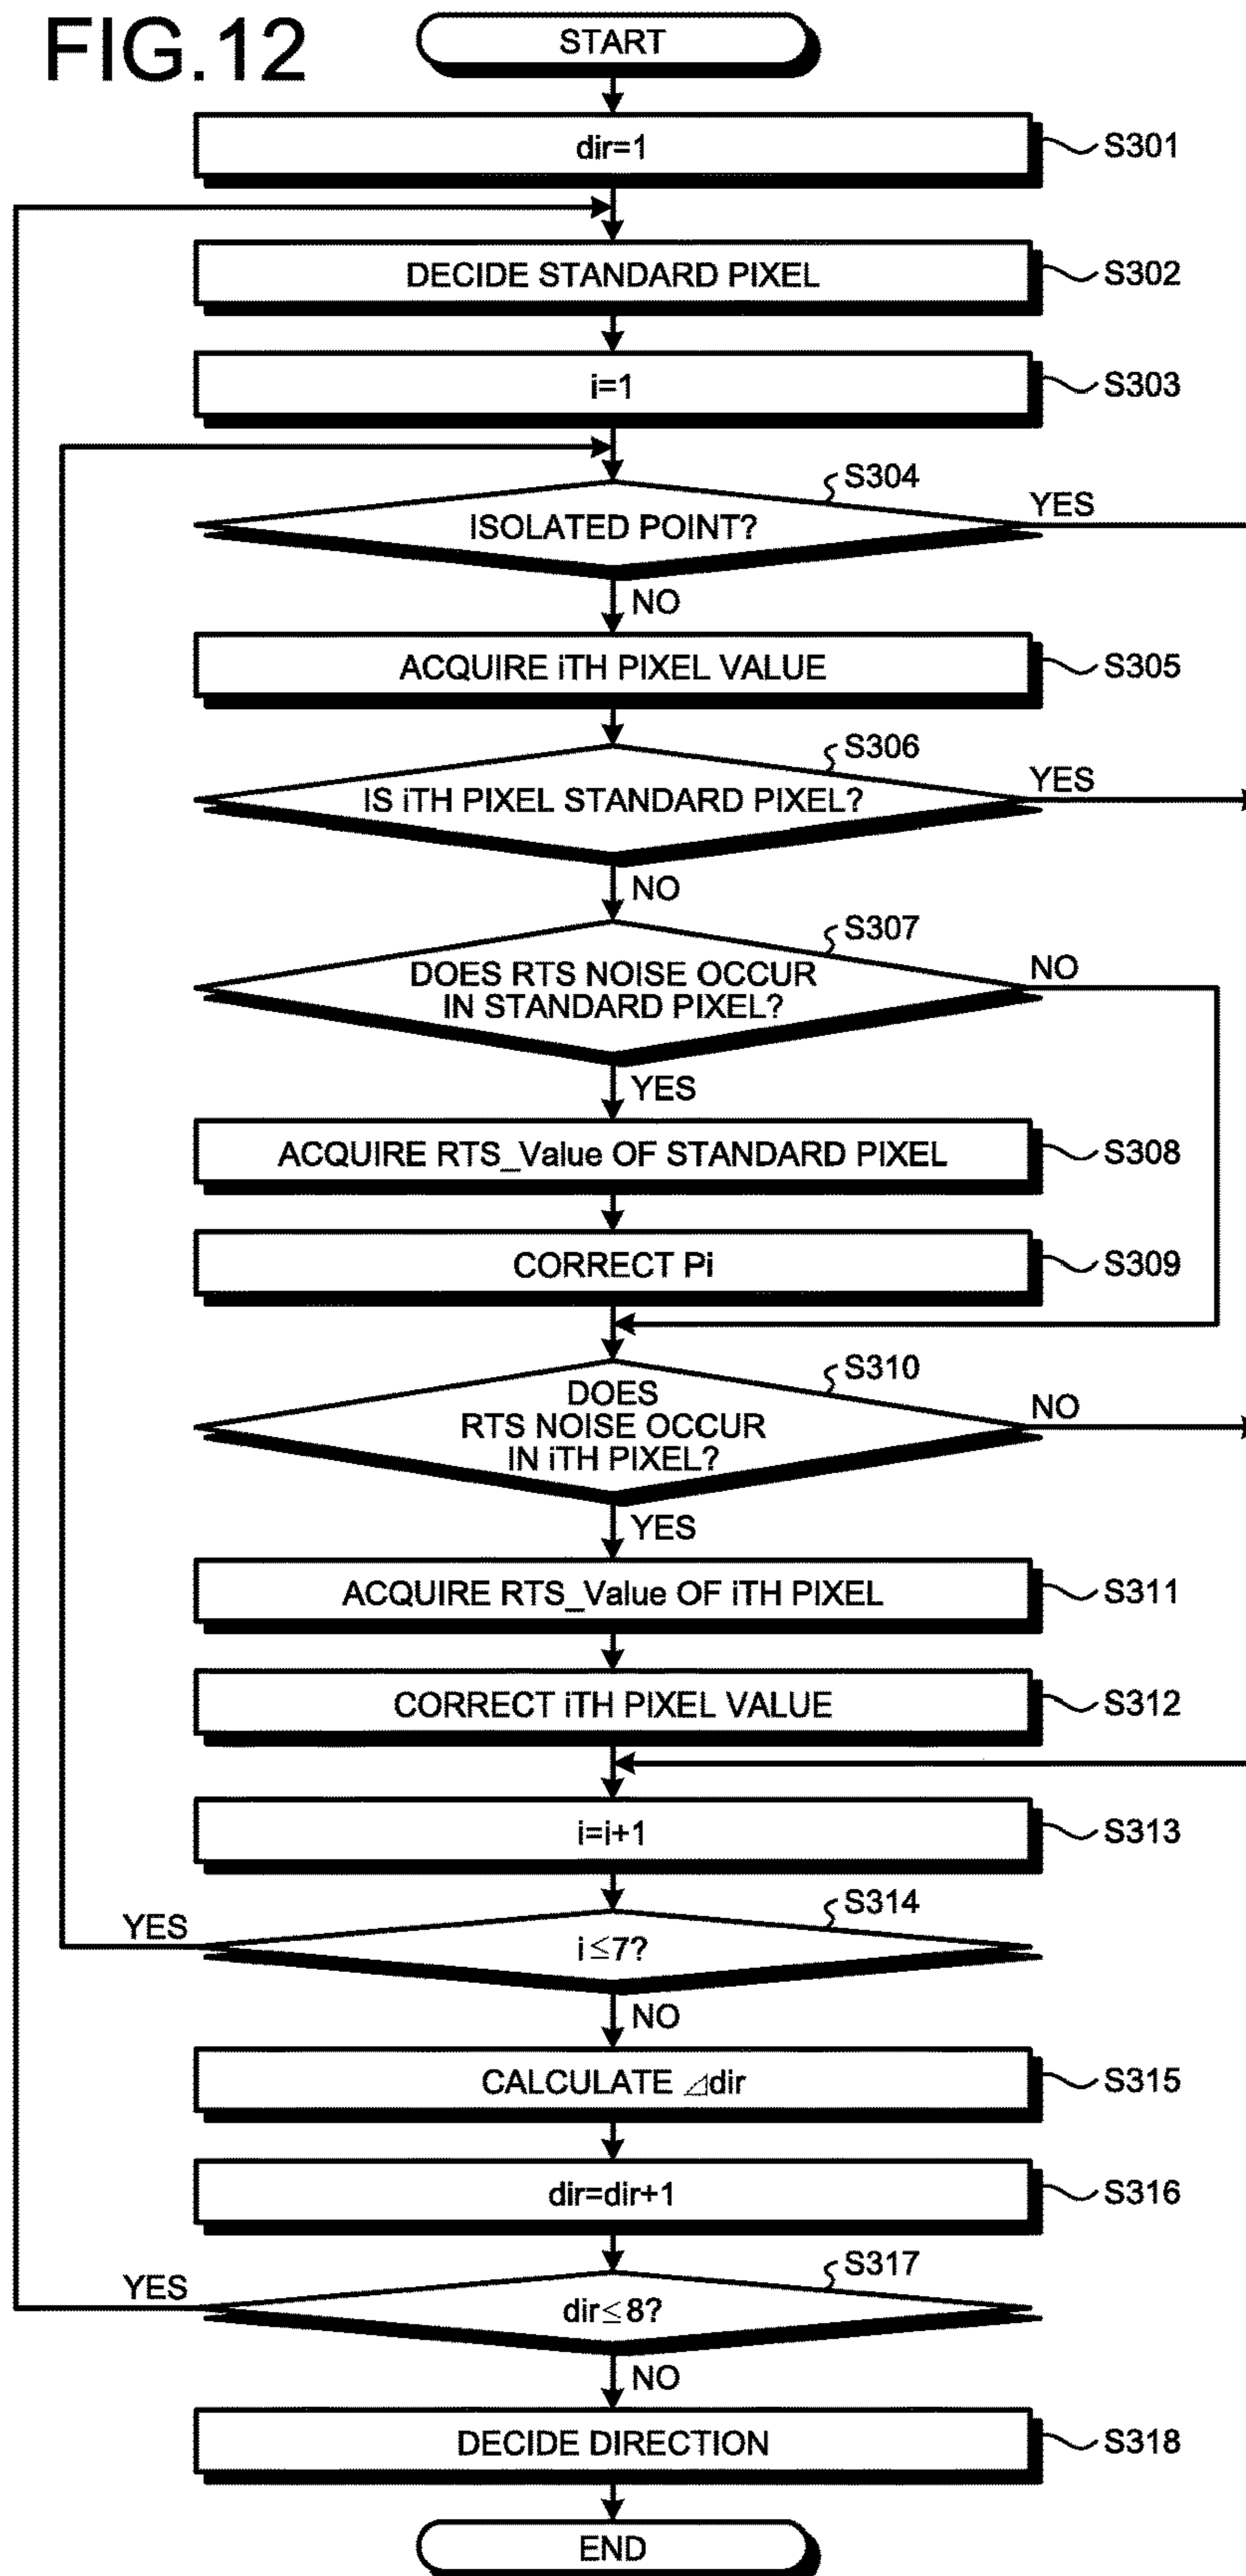 FIG.12
START
dir=1
S301
DECIDE STANDARD PIXEL
S302
i=1
S303
S304
ISOLATED POINT?
YES
NO
ACQUIRE iTH PIXEL VALUE
S305
S306
IS iTH PIXEL STANDARD PIXEL?
YES
NO
S307
DOES RTS NOISE OCCUR
IN STANDARD PIXEL?
NO
YES
ACQUIRE RTS_Value OF STANDARD PIXEL
S308
CORRECT Pi
S309
S310
DOES
RTS NOISE OCCUR
IN iTH PIXEL?
NO
YES
ACQUIRE RTS_Value OF iTH PIXEL
S311
CORRECT iTH PIXEL VALUE
S312
i=i+1
S313
S314
YES
i≦7?
NO
CALCULATE ⊿dir
S315
dir=dir+1
S316
S317
YES
dir≦8?
NO
DECIDE DIRECTION
S318
END